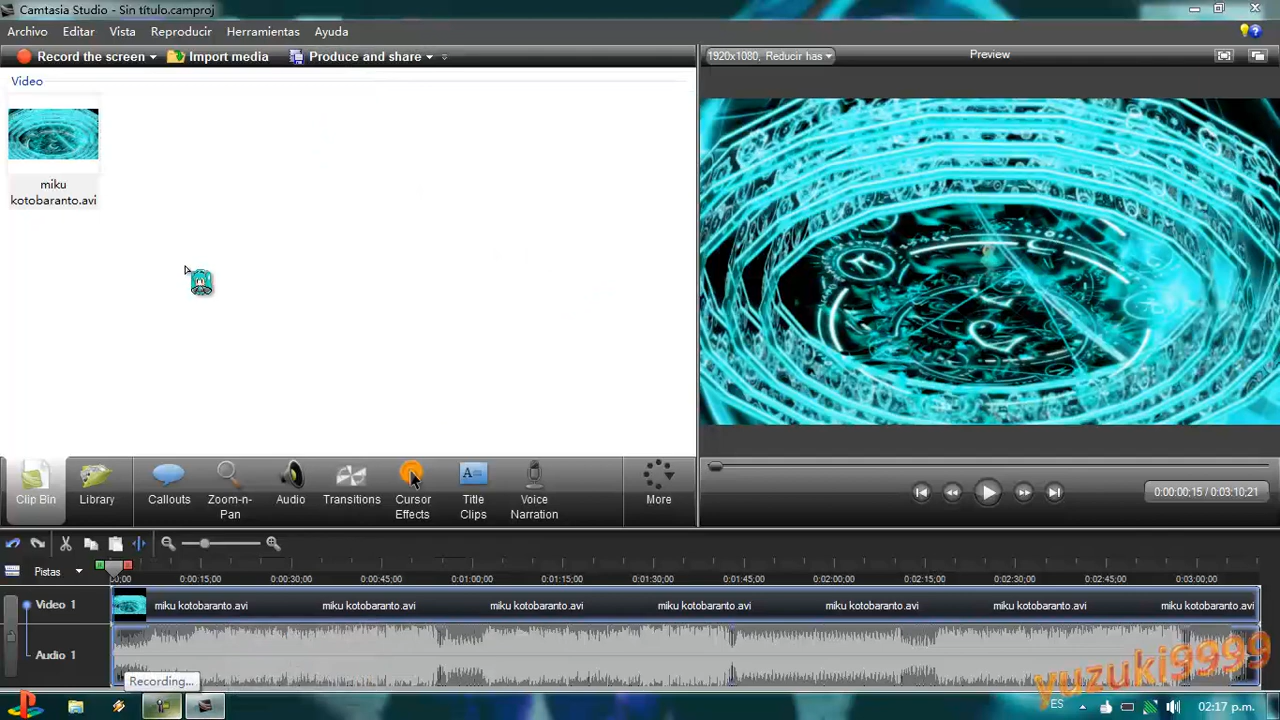 Camtasia Studio - Sin título.camproj
Archivo Editar Vista Reproducir Herramientas Ayuda
Record the screen Import media Produce and share
1920x1080, Reducir has Preview
Video
miku
kotobaranto.avi
0:00:00;15 / 0:03:10;21
Clip Bin Library Callouts Zoom-n-
Pan Audio Transitions Cursor
Effects Title
Clips Voice
Narration More
Pistas 00;00 0:00:15;00 0:00:30;00 0:00:45;00 0:01:00;00 0:01:15;00 0:01:30;00 0:01:45;00 0:02:00;00 0:02:15;00 0:02:30;00 0:02:45;00 0:03:00;00
Video 1 miku kotobaranto.avi miku kotobaranto.avi miku kotobaranto.avi miku kotobaranto.avi miku kotobaranto.avi miku kotobaranto.avi miku kotobaranto.avi
Audio 1
Recording...
yuzuki9999
ES 02:17 p.m.